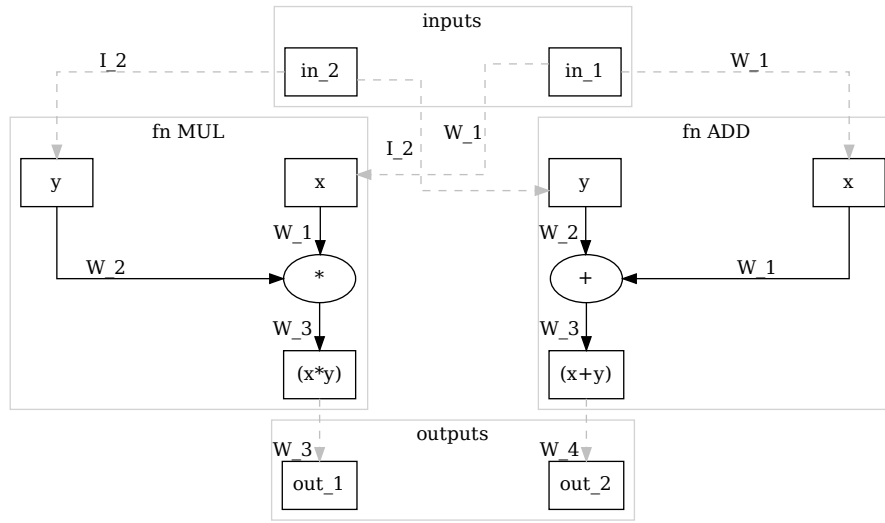 inputs
in_2
in_1
I_2
W_1
I_2
W_1
fn MUL
y
x
W_1
W_2
*
W_3
(x*y)
fn ADD
y
x
W_2
W_1
+
W_3
(x+y)
outputs
W_3
W_4
out_1
out_2